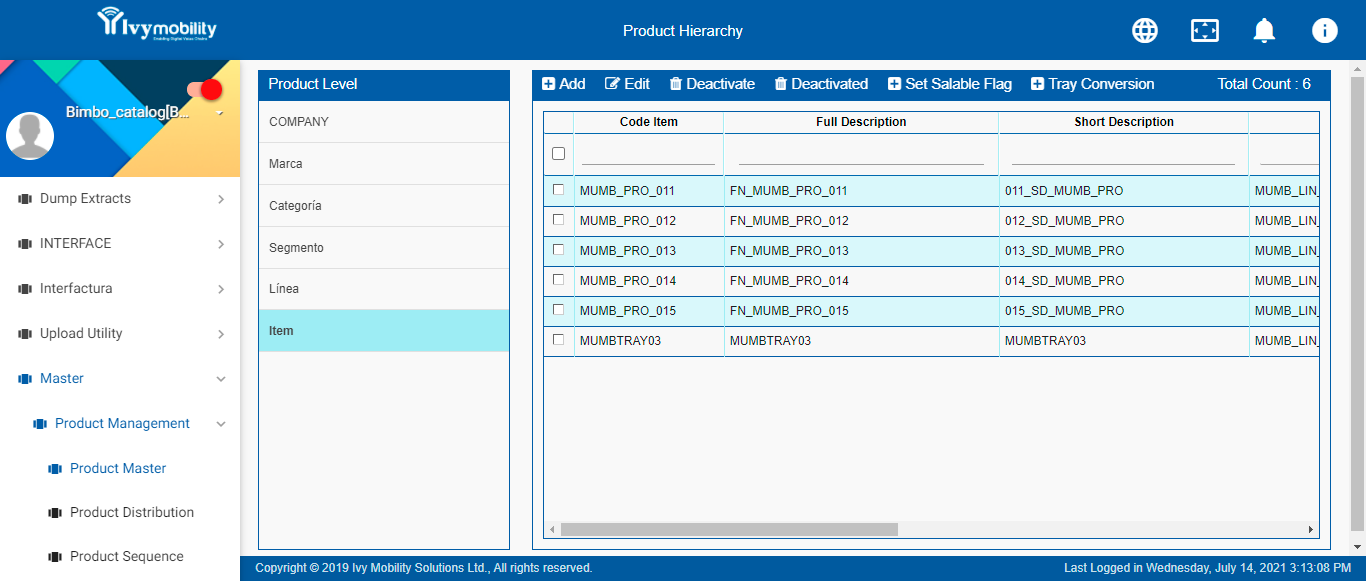 Ivymobility
Product Hierarchy
Bimbo_catalog[B...
Dump Extracts
INTERFACE
Interfactura
Upload Utility
Master
Product Management
Product Master
Product Distribution
Product Sequence
Product Level
COMPANY
Marca
Categoría
Segmento
Línea
Item
Add Edit Deactivate Deactivated Set Salable Flag Tray Conversion Total Count : 6
Code Item Full Description Short Description
MUMB_PRO_011 FN_MUMB_PRO_011 011_SD_MUMB_PRO MUMB_LIN_
MUMB_PRO_012 FN_MUMB_PRO_012 012_SD_MUMB_PRO MUMB_LIN_
MUMB_PRO_013 FN_MUMB_PRO_013 013_SD_MUMB_PRO MUMB_LIN_
MUMB_PRO_014 FN_MUMB_PRO_014 014_SD_MUMB_PRO MUMB_LIN_
MUMB_PRO_015 FN_MUMB_PRO_015 015_SD_MUMB_PRO MUMB_LIN_
MUMBTRAY03 MUMBTRAY03 MUMBTRAY03 MUMB_LIN_
Copyright © 2019 Ivy Mobility Solutions Ltd., All rights reserved. Last Logged in Wednesday, July 14, 2021 3:13:08 PM